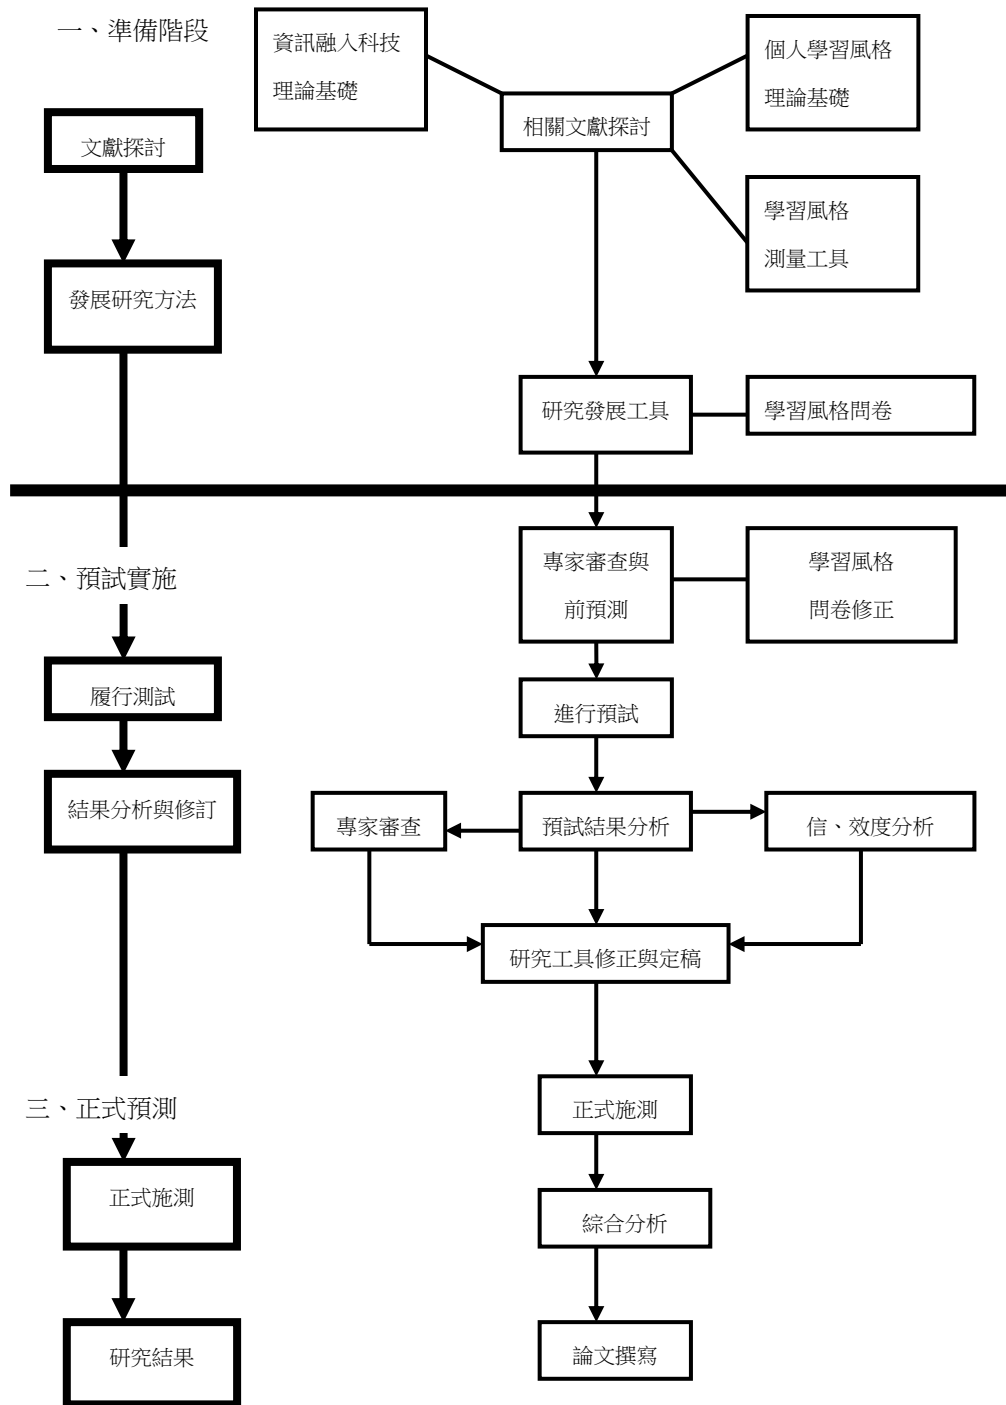 一、準備階段
資訊融入科技
理論基礎
個人學習風格
理論基礎
相關文獻探討
文獻探討
學習風格
測量工具
發展研究方法
研究發展工具
學習風格問卷
專家審查與
前預測
學習風格
問卷修正
二、預試實施
履行測試
進行預試
結果分析與修訂
專家審查
預試結果分析
信、效度分析
研究工具修正與定稿
三、正式預測
正式施測
正式施測
綜合分析
研究結果
論文撰寫